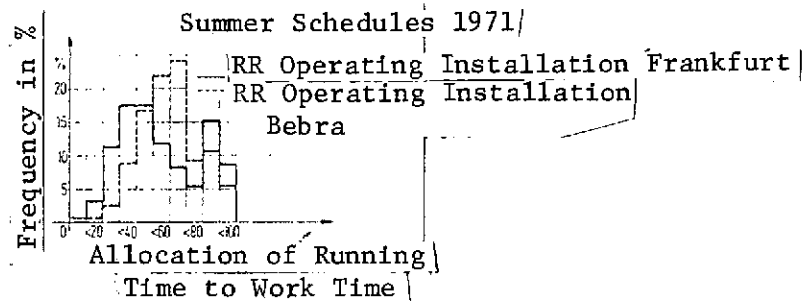 Summer Schedules 1971
Frequency in %
%
RR Operating Installation Frankfurt
RR Operating Installation
Bebra
20
15
10
5
0 <20 <40 <60 <80 <100
Allocation of Running
Time to Work Time